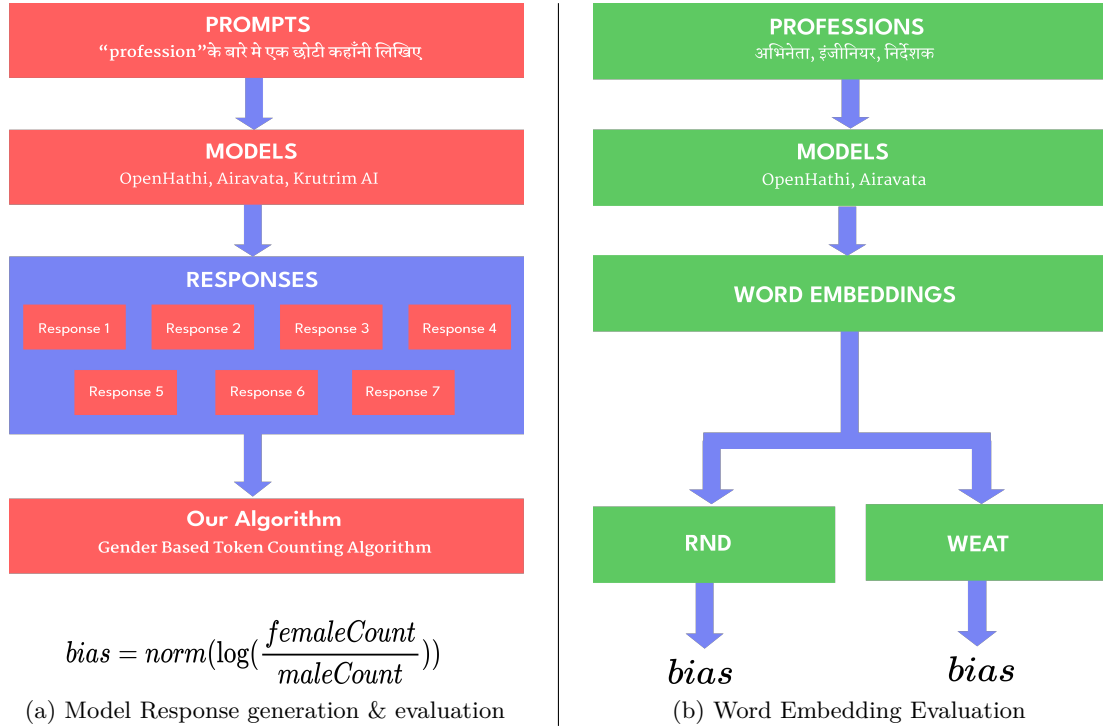 PROMPTS
“profession”के बारे मे एक छोटी कहाँनी लिखिए
MODELS
OpenHathi, Airavata, Krutrim AI
RESPONSES
Response 1
Response 2
Response 3
Response 4
Response 5
Response 6
Response 7
Our Algorithm
Gender Based Token Counting Algorithm
bias = norm(log(femaleCount/maleCount))
(a) Model Response generation & evaluation
PROFESSIONS
अभिनेता, इंजीनियर, निर्देशक
MODELS
OpenHathi, Airavata
WORD EMBEDDINGS
RND
WEAT
bias
bias
(b) Word Embedding Evaluation